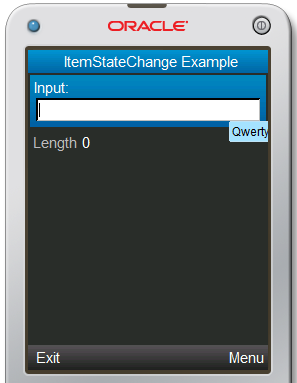 ORACLE
ItemStateChange Example
Input:
Qwerty
Length 0
Exit Menu